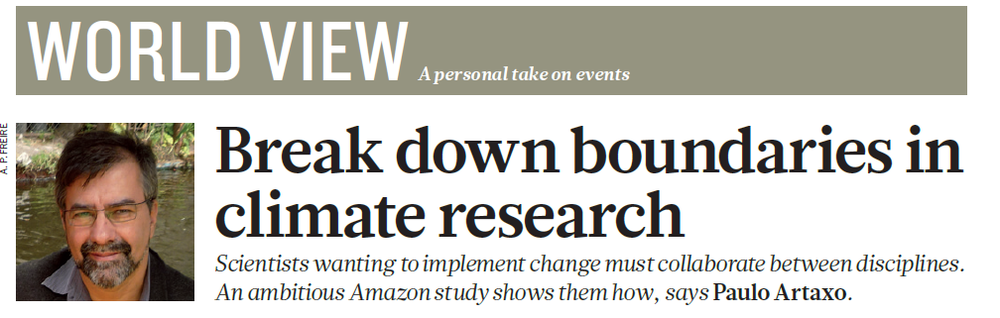 WORLD VIEW A personal take on events
A. P. FREIRE
Break down boundaries in
climate research
Scientists wanting to implement change must collaborate between disciplines.
An ambitious Amazon study shows them how, says Paulo Artaxo.